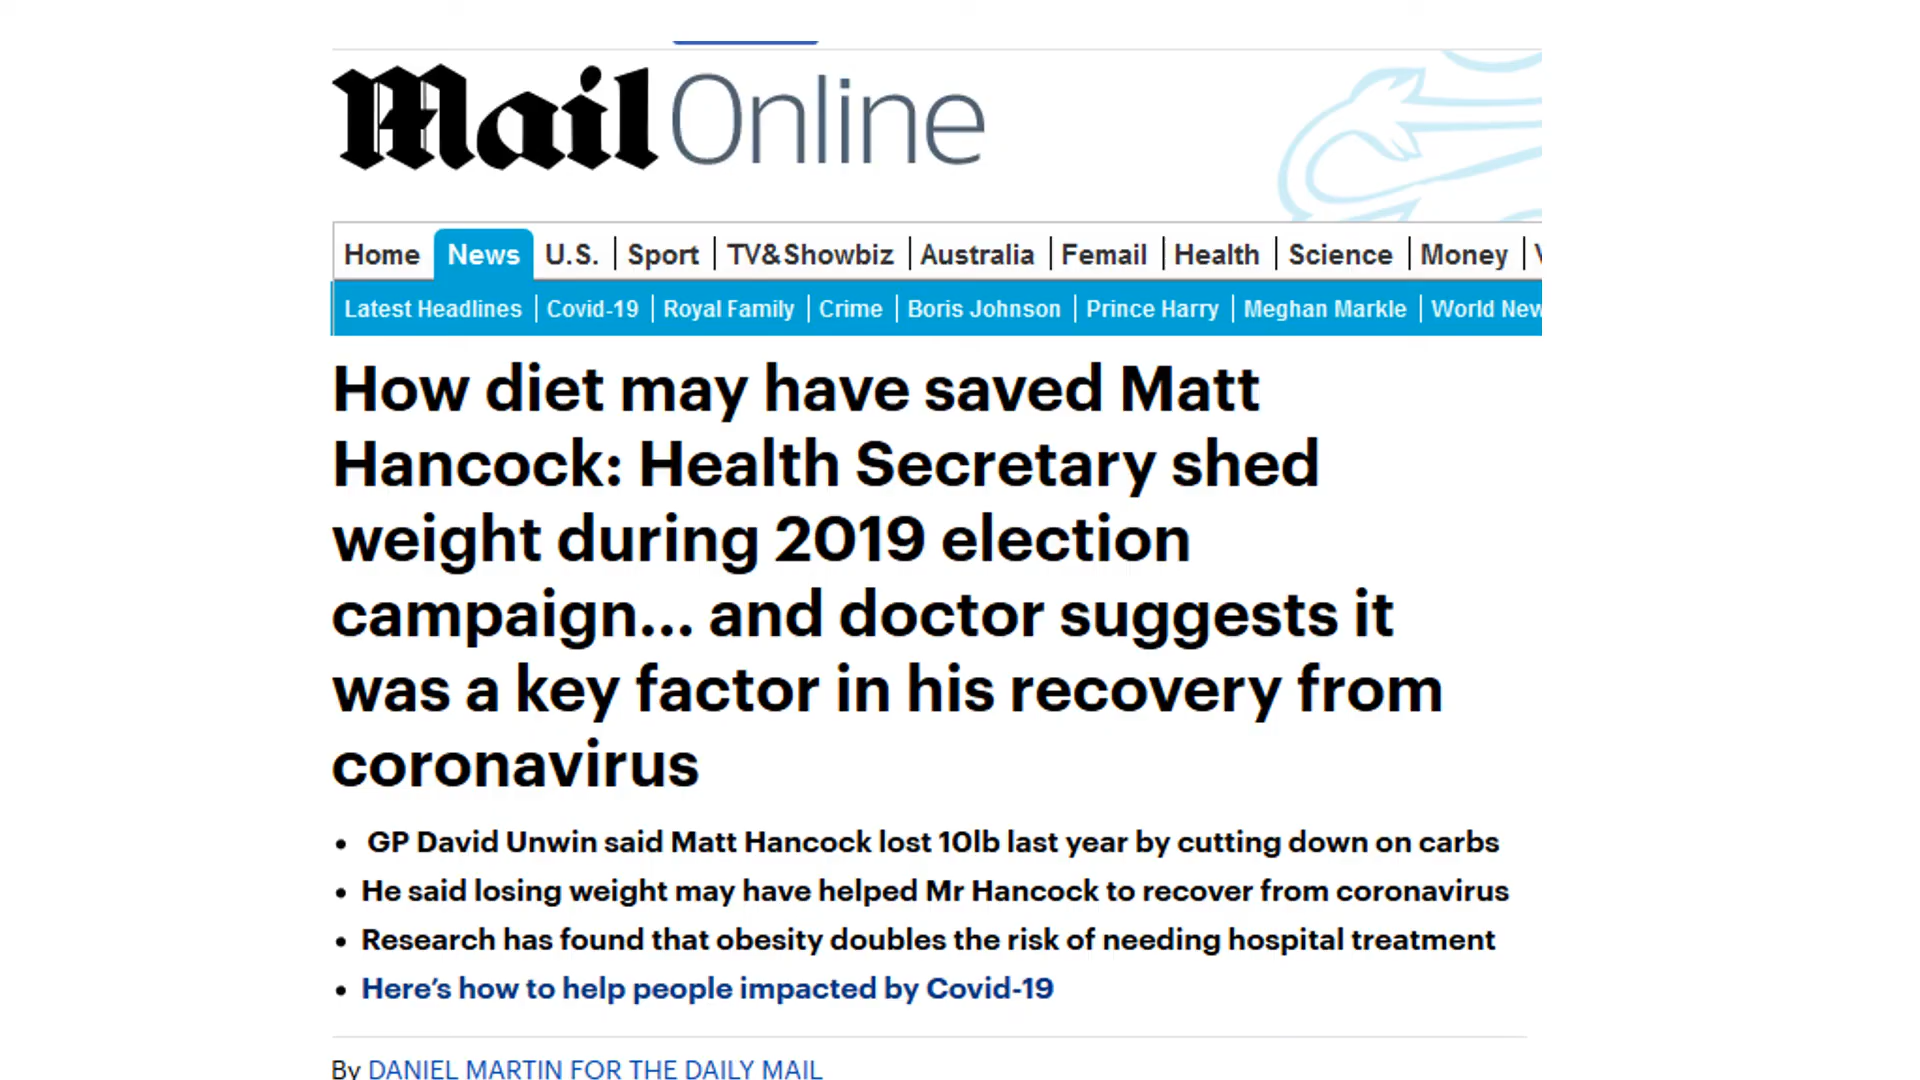 Mail Online
Home News U.S. Sport TV&Showbiz Australia Femail Health Science Money
Latest Headlines Covid-19 Royal Family Crime Boris Johnson Prince Harry Meghan Markle World New
How diet may have saved Matt
Hancock: Health Secretary shed
weight during 2019 election
campaign... and doctor suggests it
was a key factor in his recovery from
coronavirus
• GP David Unwin said Matt Hancock lost 10lb last year by cutting down on carbs
• He said losing weight may have helped Mr Hancock to recover from coronavirus
• Research has found that obesity doubles the risk of needing hospital treatment
• Here's how to help people impacted by Covid-19
By DANIEL MARTIN FOR THE DAILY MAIL